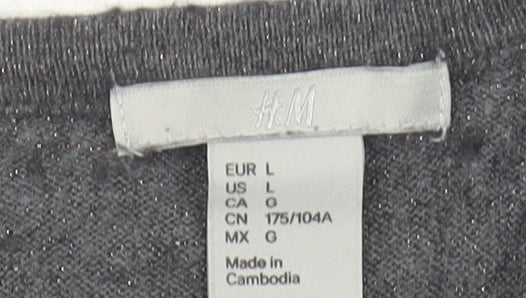 H&M
EUR L
US L
CA G
CN 175/104A
MX G
Made in
Cambodia